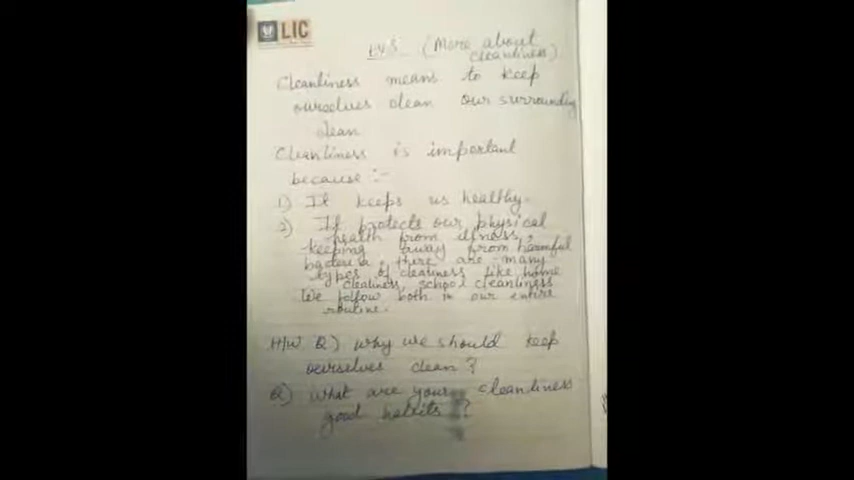 LIC
EVS (More about
cleanliness)
Cleanliness means to keep
ourselves clean our surrounding
clean
Cleanliness is important
because :-
1) It keeps us healthy.
2) It protects our physical
health from illness,
keeping away from harmful
bacteria, there are many
types of cleanliness like home
cleanliness, school cleanliness
We follow both in our entire
routine.
H/W Q) why we should keep
ourselves clean?
Q) what are your cleanliness
good habits?